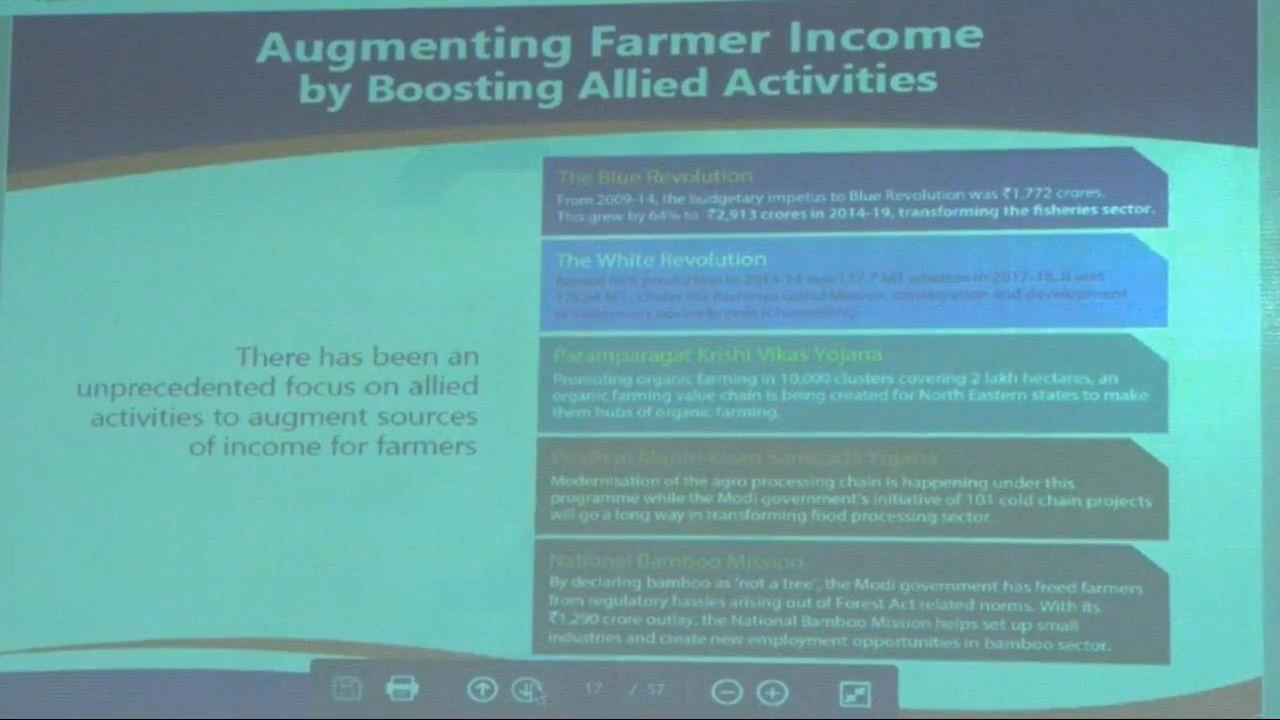 Augmenting Farmer Income
by Boosting Allied Activities
There has been an
unprecedented focus on allied
activities to augment sources
of income for farmers
The Blue Revolution
From 2009-14, the budgetary impetus to Blue Revolution was ₹1,772 crores.
This grew by 64% to ₹2,913 crores in 2014-19, transforming the fisheries sector.
The White Revolution
Annual milk production in 2013-14 was 137.7 MT whereas in 2017-18, it was
MT. Under the Rashtriya Gokul Mission, conservation and development
of indigenous bovine breeds is happening.
Paramparagat Krishi Vikas Yojana
Promoting organic farming in 10,000 clusters covering 2 lakh hectares, an
organic farming value chain is being created for North Eastern states to make
them hubs of organic farming.
Pradhan Mantri Kisan Sampada Yojana
Modernisation of the agro processing chain is happening under this
programme while the Modi government's initiative of 101 cold chain projects
will go a long way in transforming food processing sector
National Bamboo Mission
By declaring bamboo as 'not a tree', the Modi government has freed farmers
from regulatory hassles arising out of Forest Act related norms. With its
₹1,290 crore outlay, the National Bamboo Mission helps set up small
industries and create new employment opportunities in bamboo sector.
17 / 57